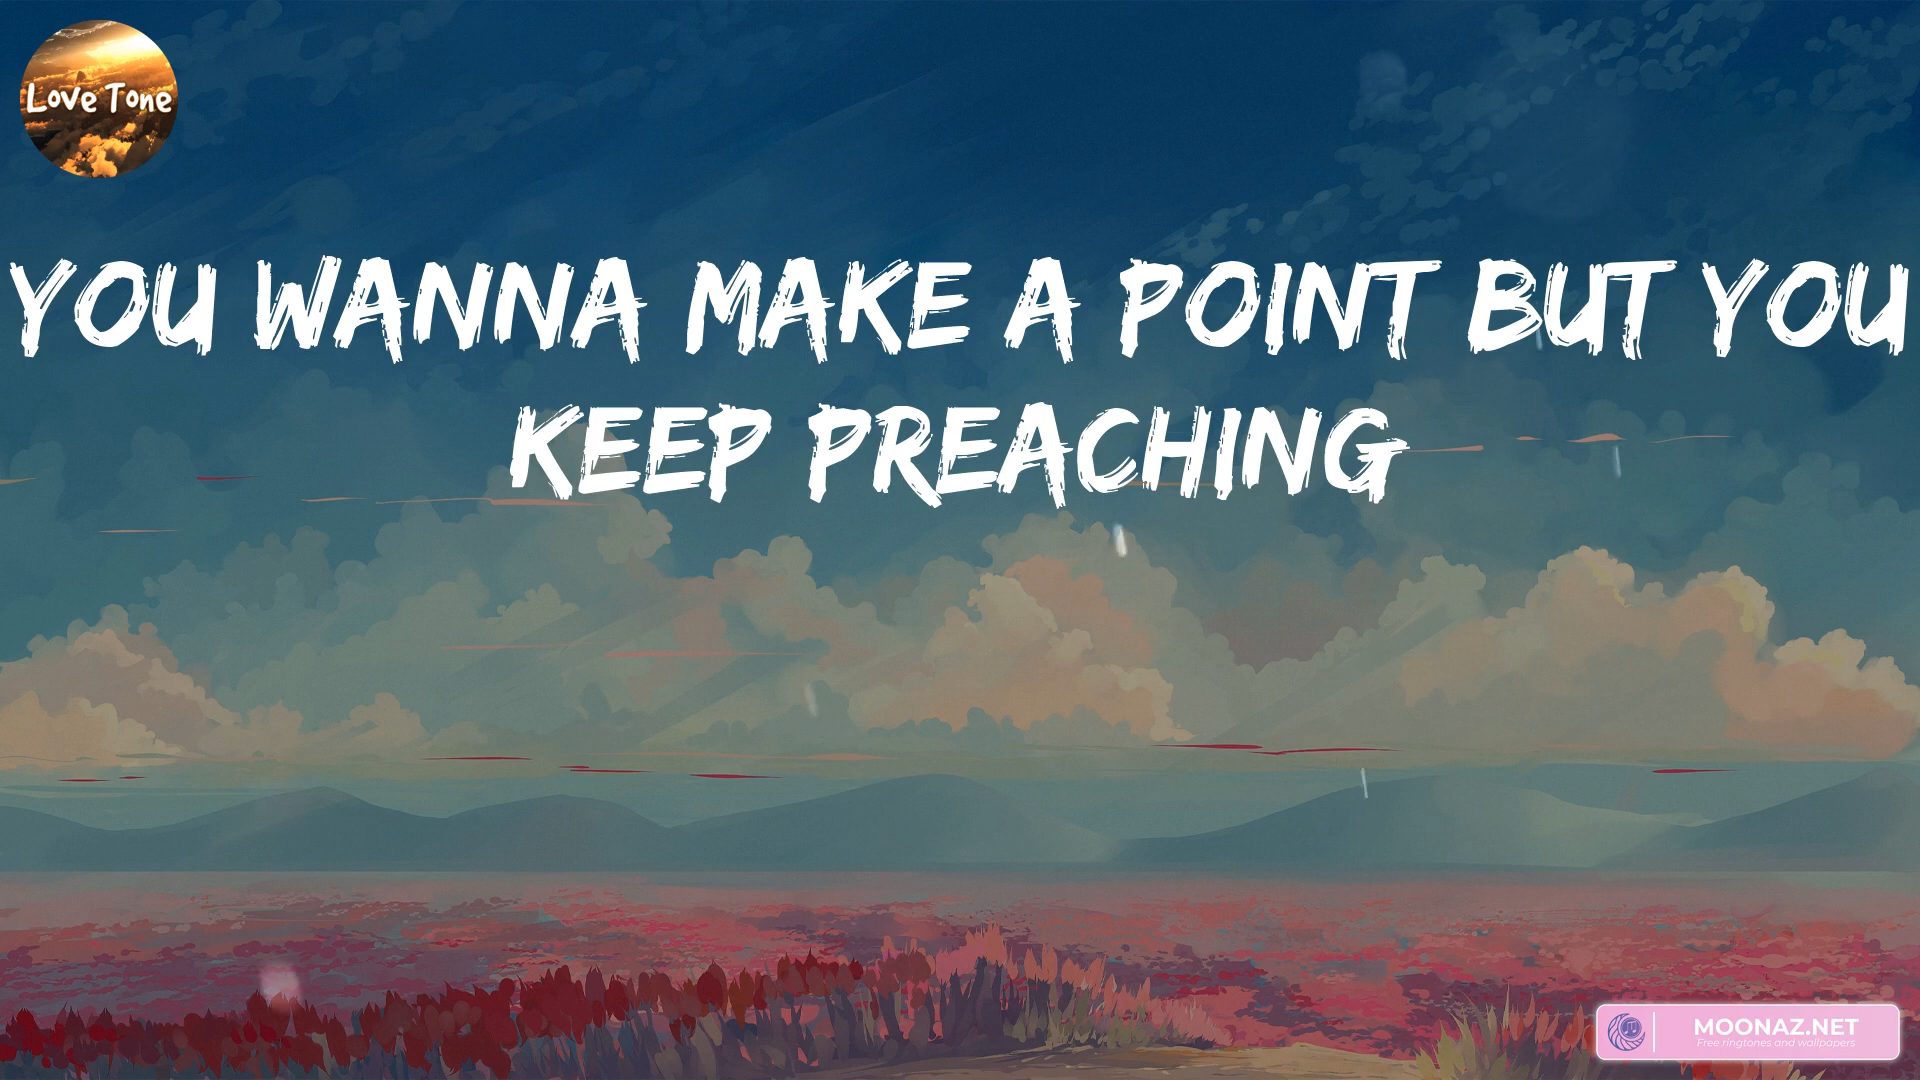 Love Tone
YOU WANNA MAKE A POINT BUT YOU
KEEP PREACHING
MOONAZ.NET
Free ringtones and wallpapers